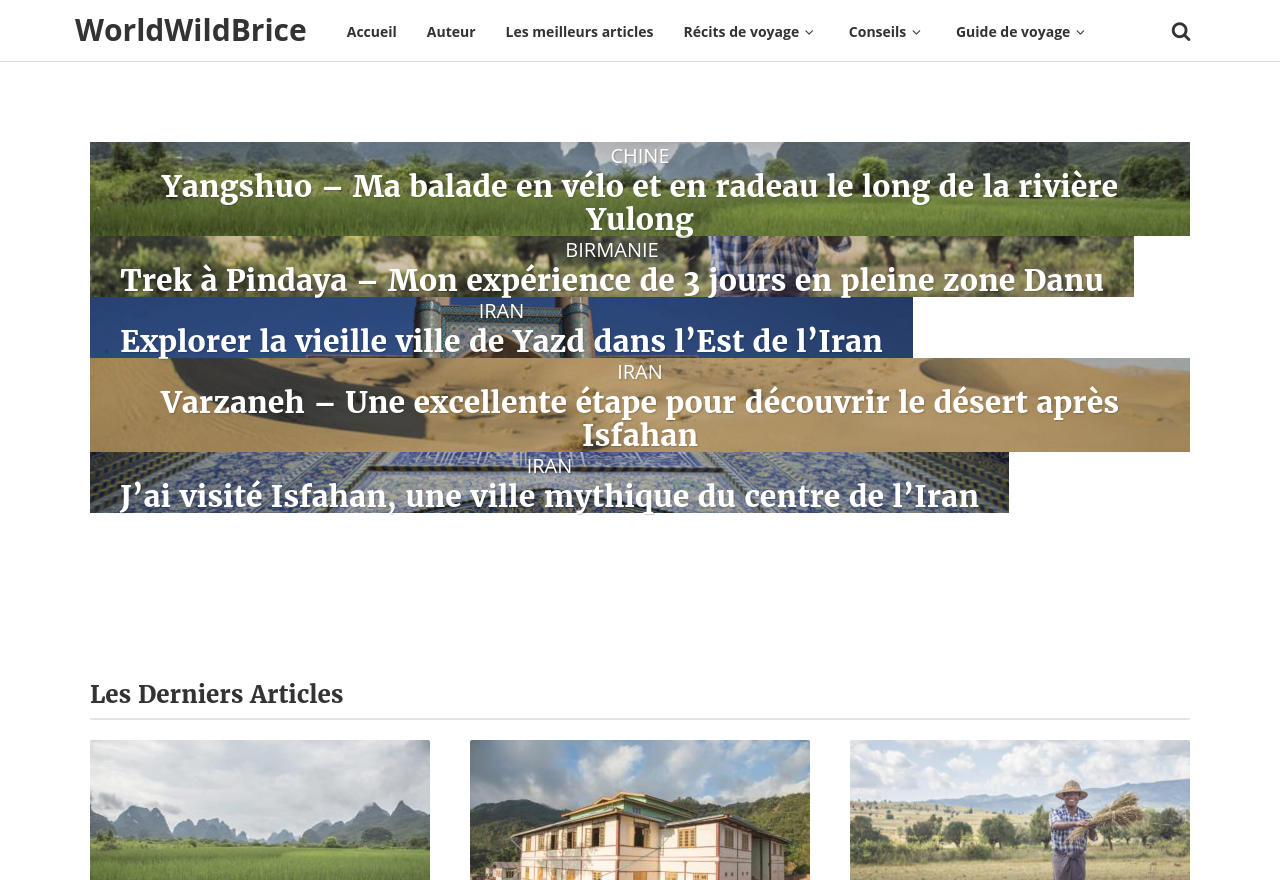 WorldWildBrice
Accueil
Auteur
Les meilleurs articles
Récits de voyage
Conseils
Guide de voyage
CHINE
Yangshuo – Ma balade en vélo et en radeau le long de la rivière
Yulong
BIRMANIE
Trek à Pindaya – Mon expérience de 3 jours en pleine zone Danu
IRAN
Explorer la vieille ville de Yazd dans l’Est de l’Iran
IRAN
Varzaneh – Une excellente étape pour découvrir le désert après
Isfahan
IRAN
J’ai visité Isfahan, une ville mythique du centre de l’Iran
Les Derniers Articles